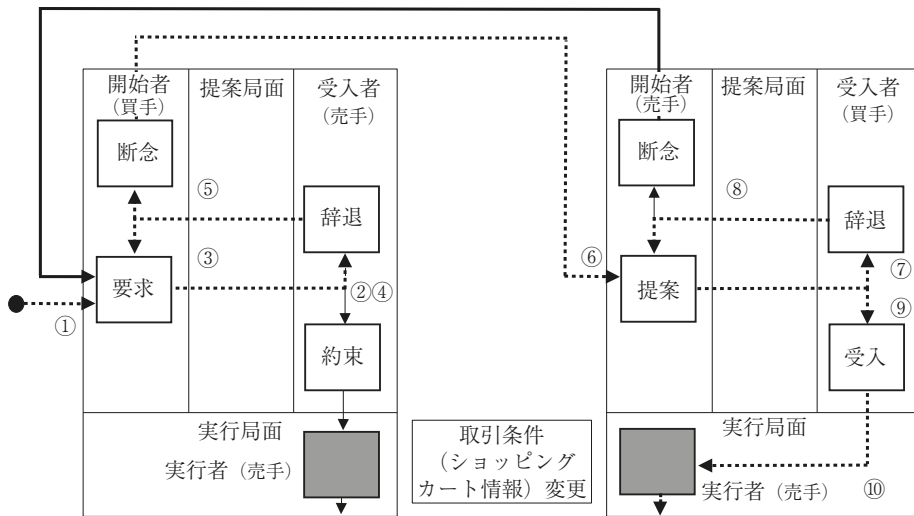 開始者
(買手)
提案局面
受入者
(売手)
断念
⑤
辞退
③
要求
②④
①
約束
実行局面
実行者 (売手)
取引条件
(ショッピング
カート情報) 変更
開始者
(売手)
提案局面
受入者
(買手)
断念
⑧
辞退
⑥
提案
⑦
⑨
受入
実行局面
実行者 (売手)
⑩